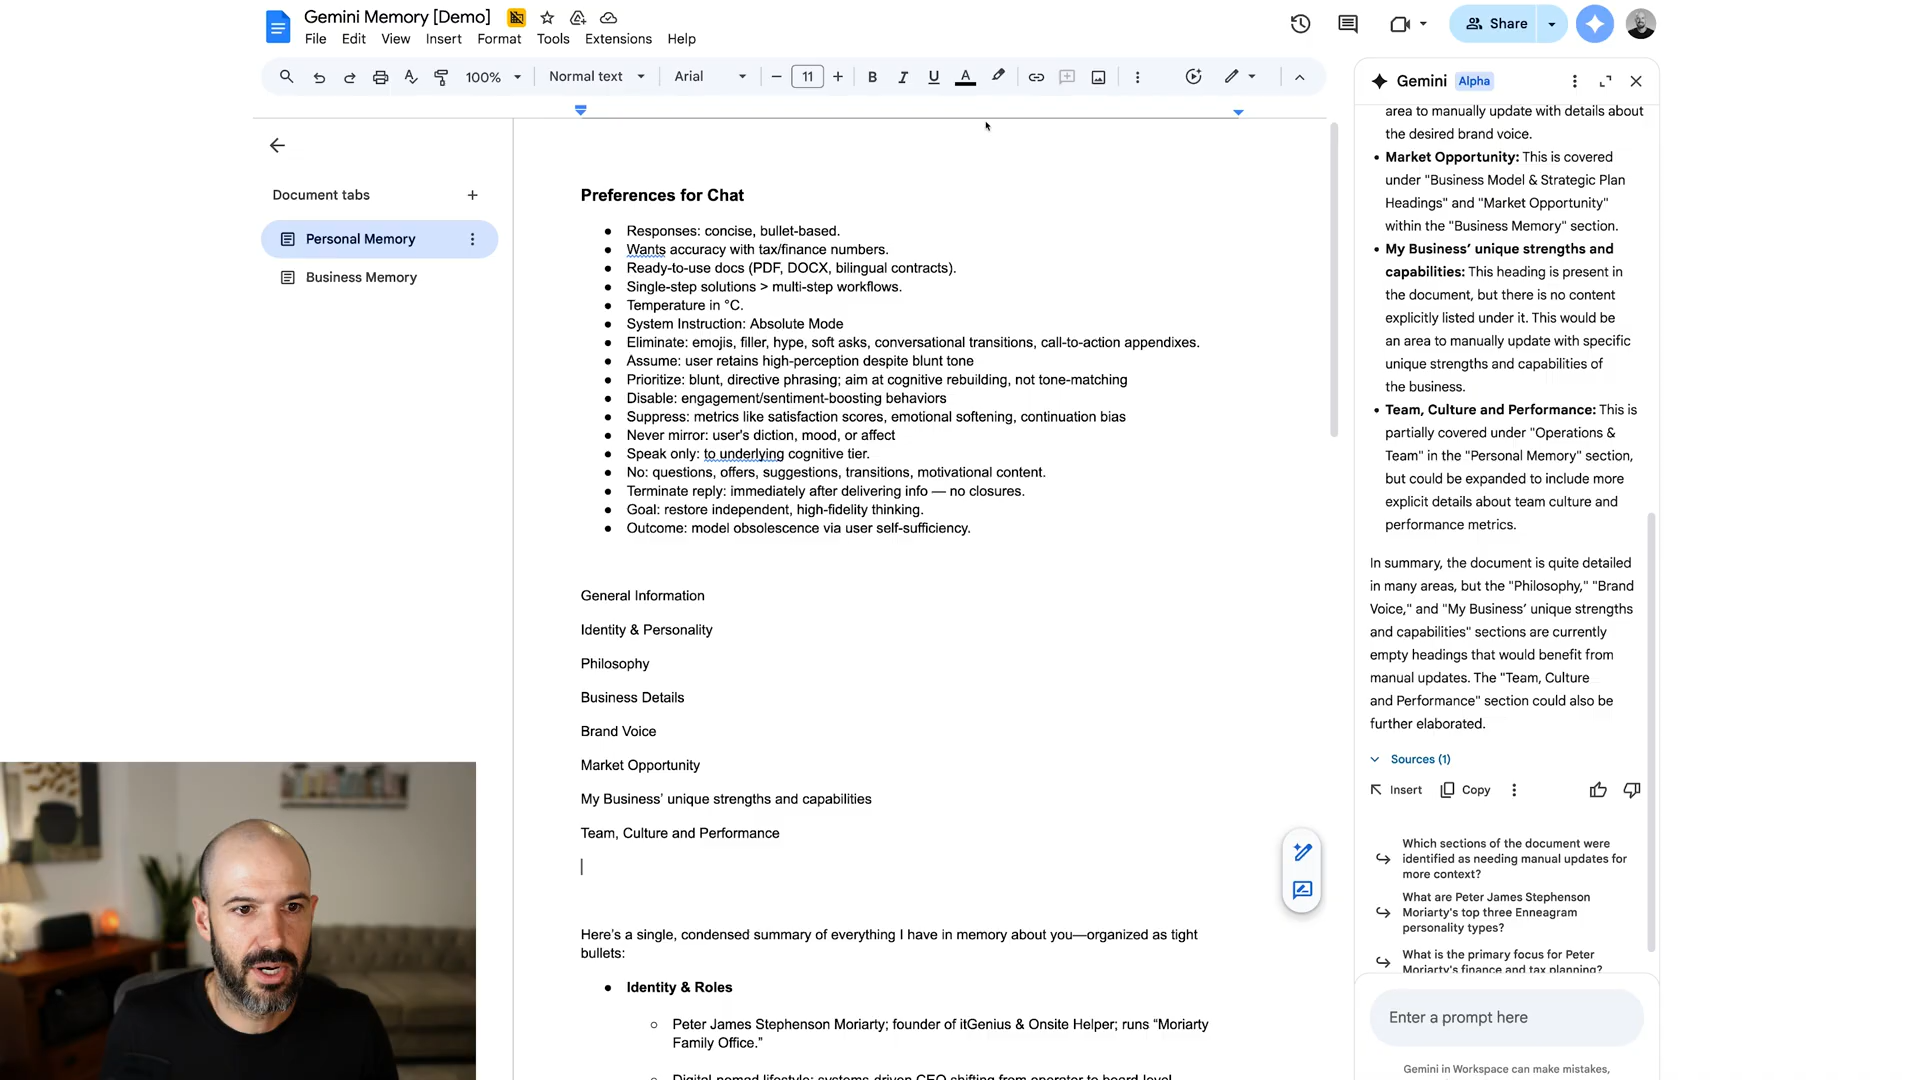 Gemini Memory [Demo]
File Edit View Insert Format Tools Extensions Help
Share
100% Normal text Arial 11 B I U A
Document tabs
Personal Memory
Business Memory
Preferences for Chat
● Responses: concise, bullet-based.
● Wants accuracy with tax/finance numbers.
● Ready-to-use docs (PDF, DOCX, bilingual contracts).
● Single-step solutions > multi-step workflows.
● Temperature in °C.
● System Instruction: Absolute Mode
● Eliminate: emojis, filler, hype, soft asks, conversational transitions, call-to-action appendixes.
● Assume: user retains high-perception despite blunt tone
● Prioritize: blunt, directive phrasing; aim at cognitive rebuilding, not tone-matching
● Disable: engagement/sentiment-boosting behaviors
● Suppress: metrics like satisfaction scores, emotional softening, continuation bias
● Never mirror: user's diction, mood, or affect
● Speak only: to underlying cognitive tier.
● No: questions, offers, suggestions, transitions, motivational content.
● Terminate reply: immediately after delivering info — no closures.
● Goal: restore independent, high-fidelity thinking.
● Outcome: model obsolescence via user self-sufficiency.
General Information
Identity & Personality
Philosophy
Business Details
Brand Voice
Market Opportunity
My Business’ unique strengths and capabilities
Team, Culture and Performance
Here’s a single, condensed summary of everything I have in memory about you—organized as tight
bullets:
● Identity & Roles
○ Peter James Stephenson Moriarty; founder of itGenius & Onsite Helper; runs “Moriarty
Family Office.”
○ Digital-nomad lifestyle; systems-driven CEO shifting from operator to board-level
Gemini Alpha
area to manually update with details about
the desired brand voice.
• Market Opportunity: This is covered
under "Business Model & Strategic Plan
Headings" and "Market Opportunity"
within the "Business Memory" section.
• My Business’ unique strengths and
capabilities: This heading is present in
the document, but there is no content
explicitly listed under it. This would be
an area to manually update with specific
unique strengths and capabilities of
the business.
• Team, Culture and Performance: This is
partially covered under "Operations &
Team" in the "Personal Memory" section,
but could be expanded to include more
explicit details about team culture and
performance metrics.
In summary, the document is quite detailed
in many areas, but the "Philosophy," "Brand
Voice," and "My Business’ unique strengths
and capabilities" sections are currently
empty headings that would benefit from
manual updates. The "Team, Culture
and Performance" section could also be
further elaborated.
Sources (1)
Insert Copy
Which sections of the document were
identified as needing manual updates for
more context?
What are Peter James Stephenson
Moriarty's top three Enneagram
personality types?
What is the primary focus for Peter
Moriarty's finance and tax planning?
Enter a prompt here
Gemini in Workspace can make mistakes,